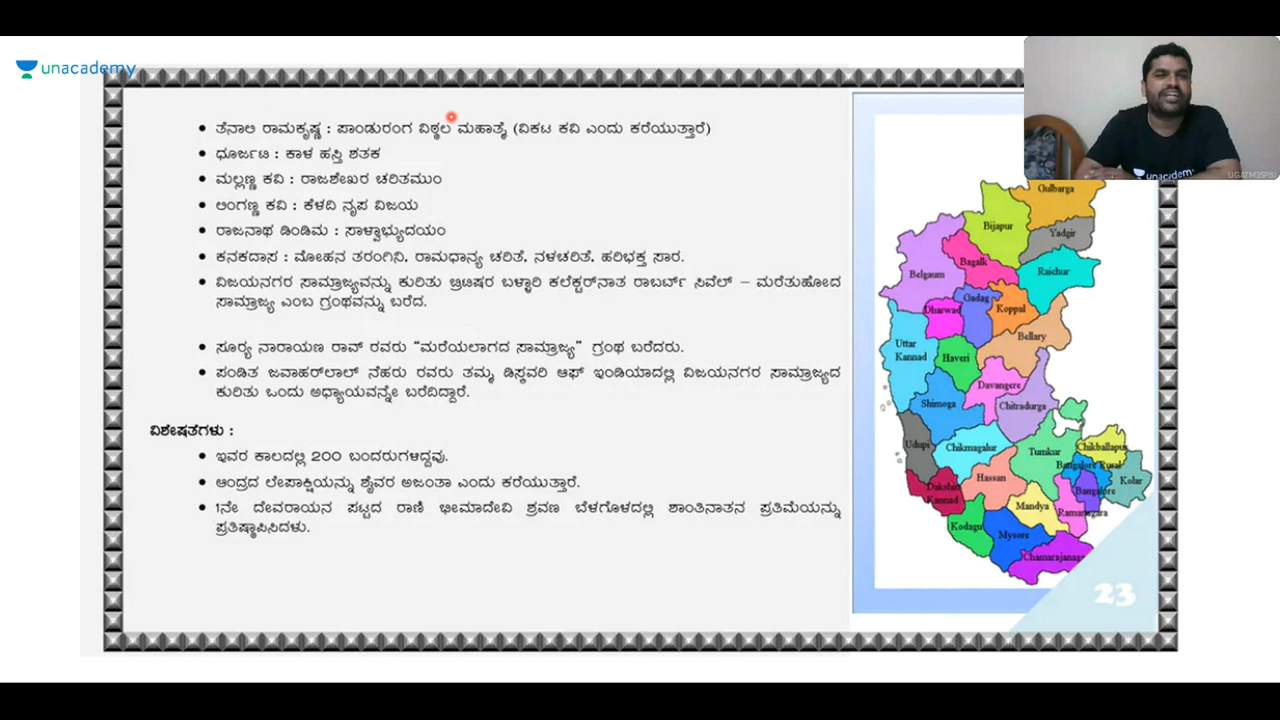 unacademy
• ತೆನಾಲಿ ರಾಮಕೃಷ್ಣ : ಪಾಂಡುರಂಗ ವಿಠ್ಠಲ ಮಹಾತ್ಮೆ (ವಿಕಟ ಕವಿ ಎಂದು ಕರೆಯುತ್ತಾರೆ)
• ಧೂರ್ಜಟಿ : ಕಾಳ ಹಸ್ತಿ ಶತಕ
• ಮಲ್ಲಣ್ಣ ಕವಿ : ರಾಜಶೇಖರ ಚರಿತಮುಂ
• ಲಿಂಗಣ್ಣ ಕವಿ : ಕೆಳದಿ ನೃಪ ವಿಜಯ
• ರಾಜನಾಥ ಡಿಂಡಿಮ : ಸಾಳ್ವಾಭ್ಯುದಯಂ
• ಕನಕದಾಸ : ಮೋಹನ ತರಂಗಿನಿ, ರಾಮಧಾನ್ಯ ಚರಿತೆ, ನಳಚರಿತೆ, ಹರಿಭಕ್ತ ಸಾರ.
• ವಿಜಯನಗರ ಸಾಮ್ರಾಜ್ಯವನ್ನು ಕುರಿತು ಬ್ರಿಟಿಷರ ಬಳ್ಳಾರಿ ಕಲೆಕ್ಟರ್‌ನಾತ ರಾಬರ್ಟ್ ಸಿವೆಲ್ – ಮರೆತುಹೋದ
ಸಾಮ್ರಾಜ್ಯ ಎಂಬ ಗ್ರಂಥವನ್ನು ಬರೆದ.
• ಸೂರ್ಯ ನಾರಾಯಣ ರಾವ್ ರವರು “ಮರೆಯಲಾಗದ ಸಾಮ್ರಾಜ್ಯ” ಗ್ರಂಥ ಬರೆದರು.
• ಪಂಡಿತ ಜವಾಹರ್‌ಲಾಲ್ ನೆಹರು ರವರು ತಮ್ಮ ಡಿಸ್ಕವರಿ ಆಫ್ ಇಂಡಿಯಾದಲ್ಲಿ ವಿಜಯನಗರ ಸಾಮ್ರಾಜ್ಯದ
ಕುರಿತು ಒಂದು ಅಧ್ಯಾಯವನ್ನೇ ಬರೆದಿದ್ದಾರೆ.
ವಿಶೇಷತೆಗಳು :
• ಇವರ ಕಾಲದಲ್ಲಿ 200 ಬಂದರುಗಳಿದ್ದವು.
• ಆಂದ್ರದ ಲೇಪಾಕ್ಷಿಯನ್ನು ಶೈವರ ಅಜಂತಾ ಎಂದು ಕರೆಯುತ್ತಾರೆ.
• 1ನೇ ದೇವರಾಯನ ಪಟ್ಟದ ರಾಣಿ ಭೀಮಾದೇವಿ ಶ್ರವಣ ಬೆಳಗೊಳದಲ್ಲಿ ಶಾಂತಿನಾತನ ಪ್ರತಿಮೆಯನ್ನು
ಪ್ರತಿಷ್ಠಾಪಿಸಿದಳು.
Gulbarga
Bijapur
Yadgir
Bagalk
Belgaum
Raichur
Gadag
Dharwad
Koppal
Bellary
Uttar
Kannad
Haveri
Davangere
Shimoga
Chitradurga
Udupi
Chikmagalur
Tumkur
Chikballapur
Bangalore Rural
Hassan
Kolar
Dakshin
Kannad
Bangalore
Mandya
Ramanagara
Kodagu
Mysore
Chamarajanagar
23
unacademy